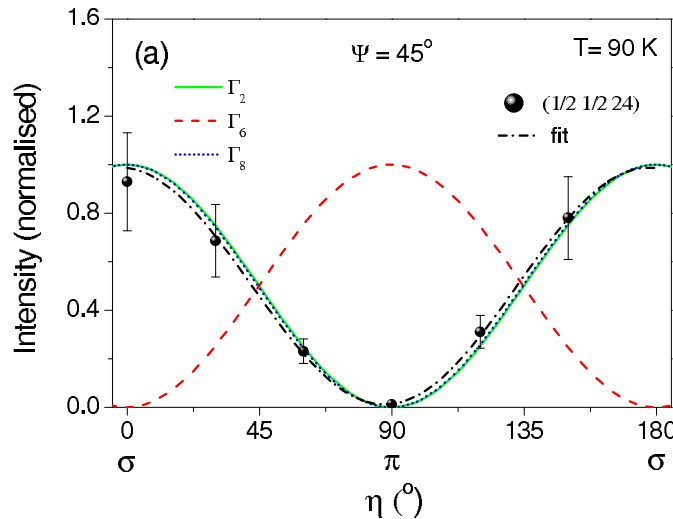 1.6
(a)
Ψ = 45°
T= 90 K
Γ2
Γ6
Γ8
(1/2 1/2 24)
fit
1.2
0.8
0.4
0.0
Intensity (normalised)
0
45
90
135
180
σ
π
σ
η (°)